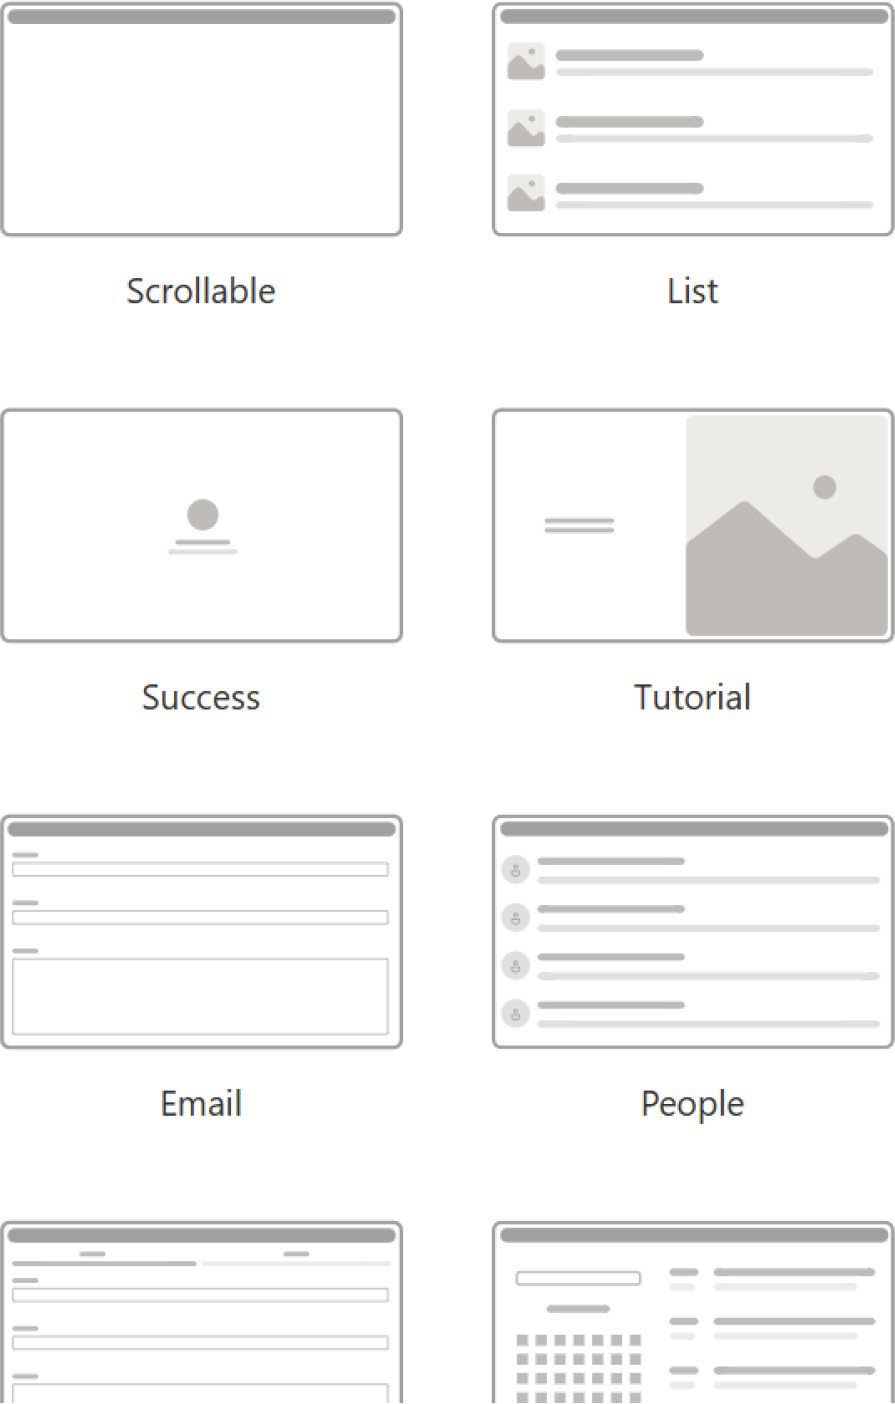 Scrollable
List
Success
Tutorial
Email
People